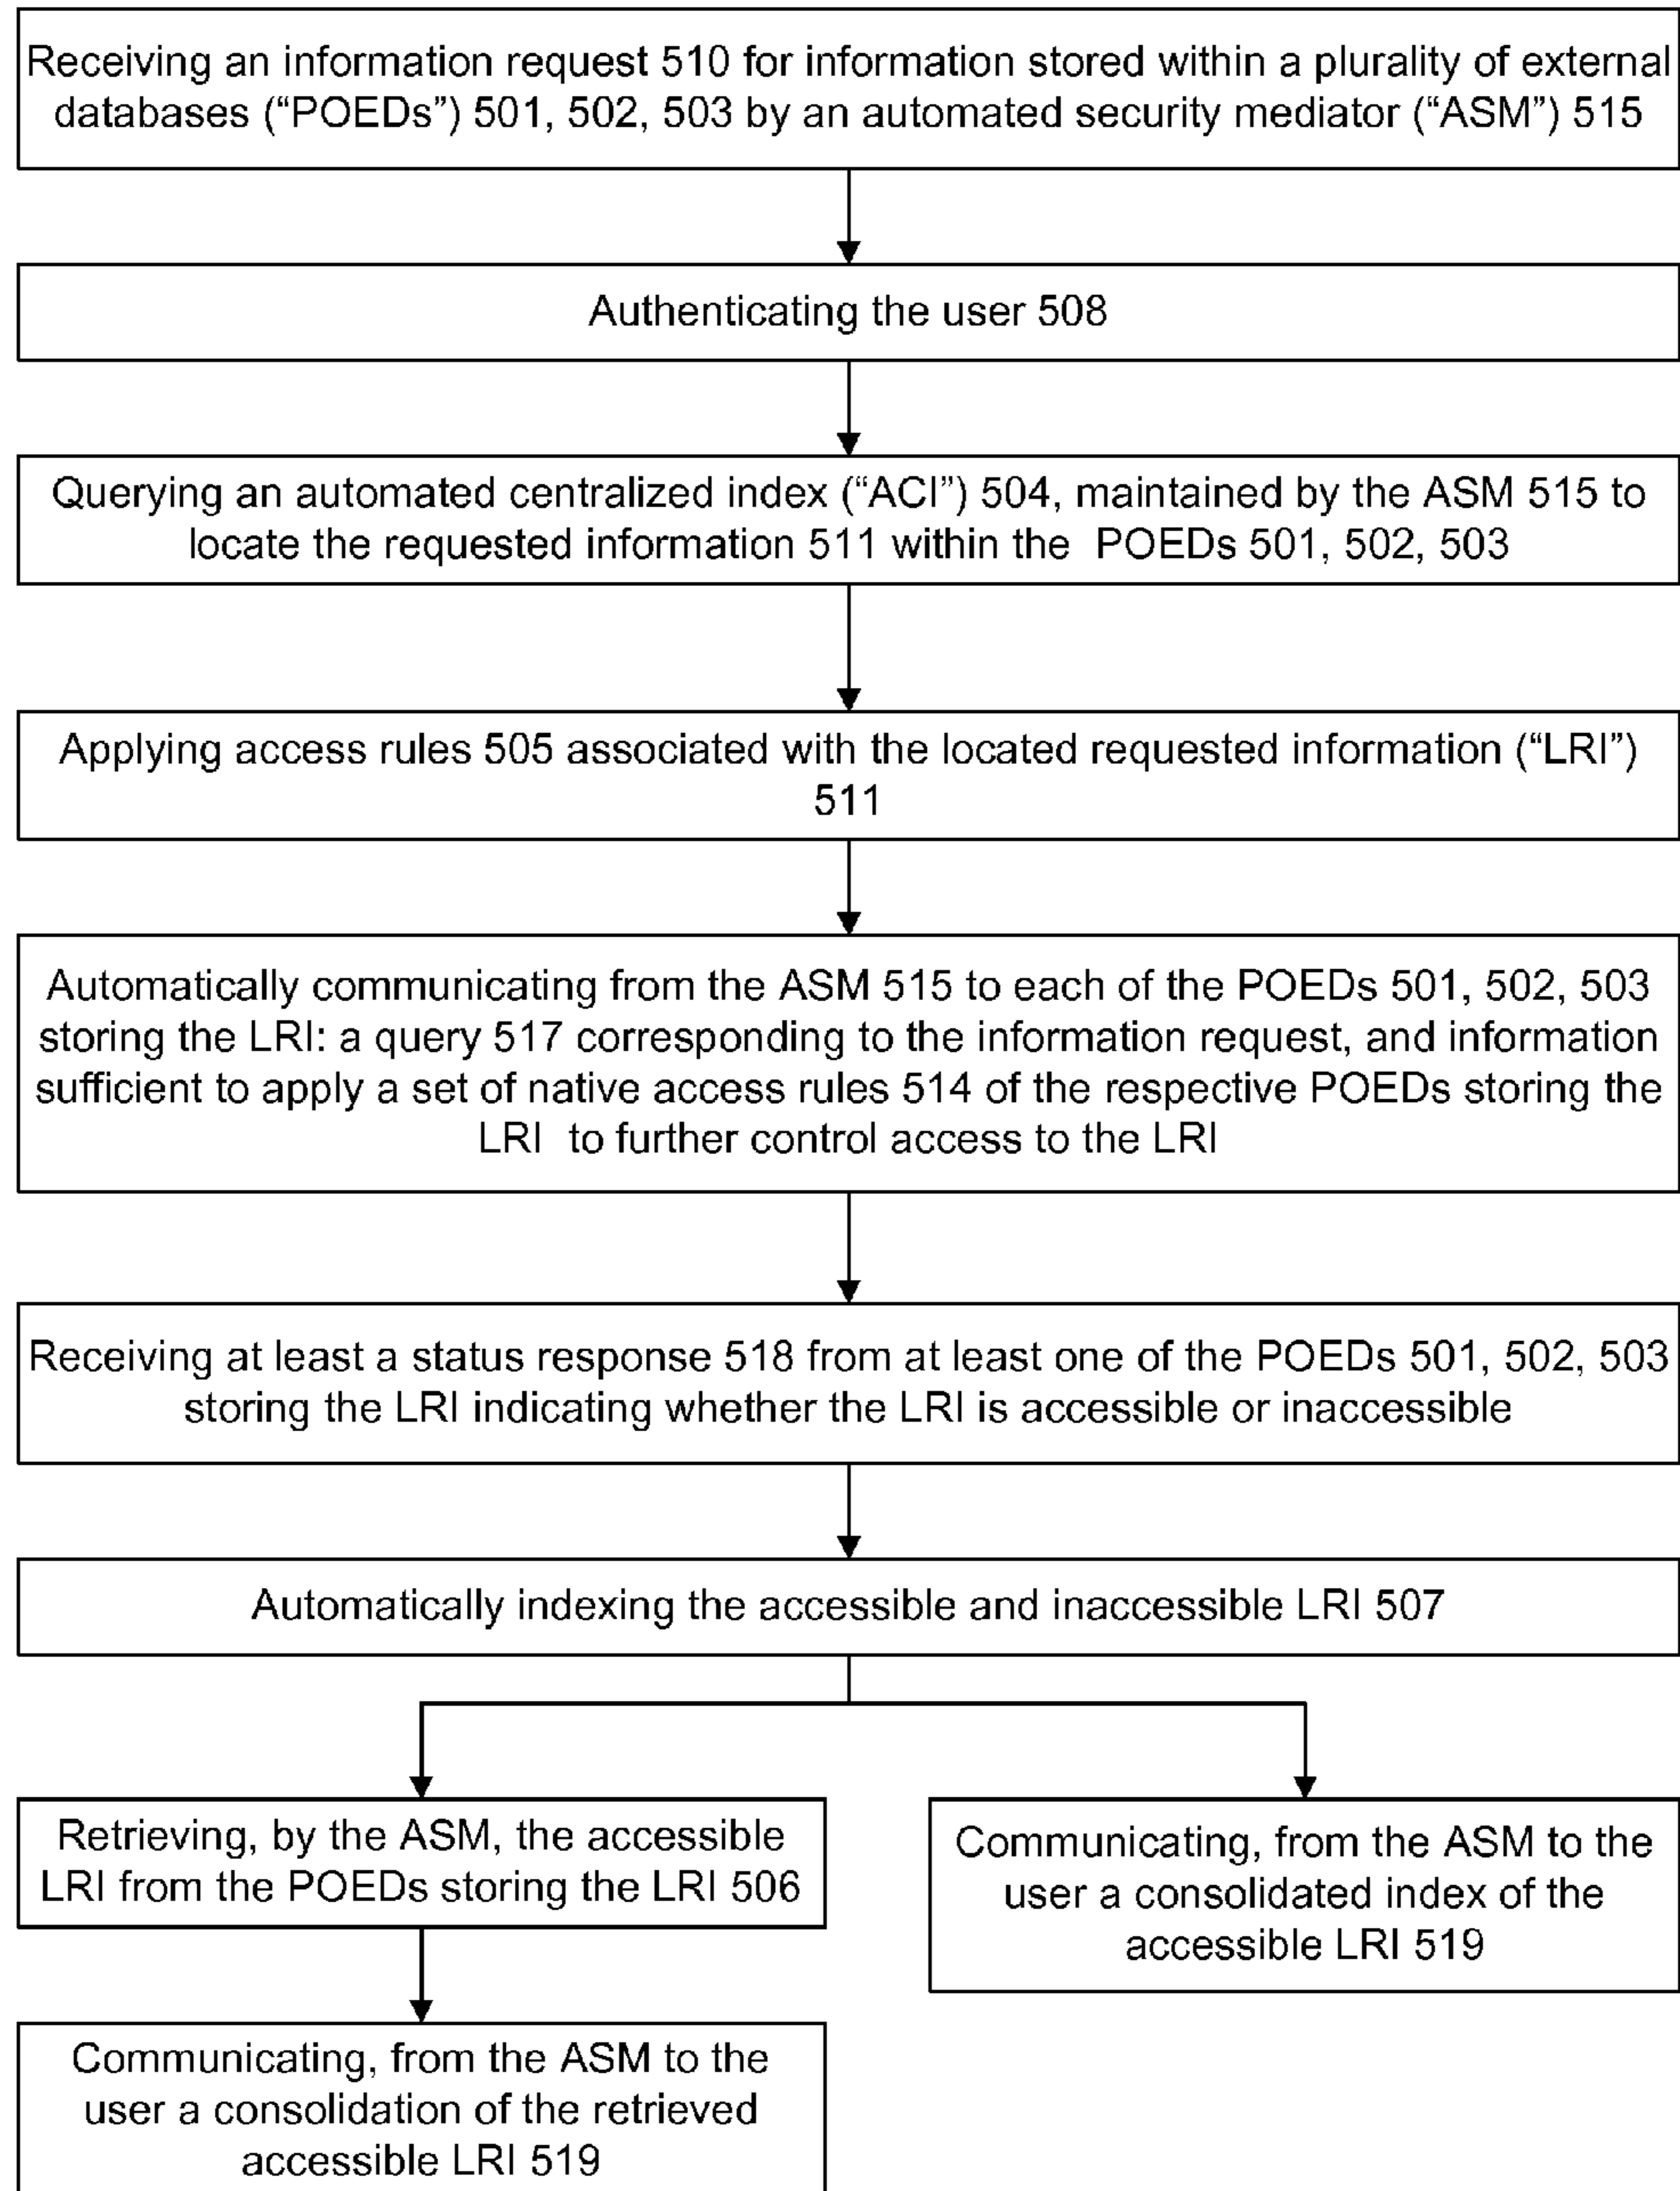 Receiving an information request 510 for information stored within a plurality of external
databases (“POEDs”) 501, 502, 503 by an automated security mediator (“ASM”) 515
Authenticating the user 508
Querying an automated centralized index (“ACI”) 504, maintained by the ASM 515 to
locate the requested information 511 within the POEDs 501, 502, 503
Applying access rules 505 associated with the located requested information (“LRI”)
511
Automatically communicating from the ASM 515 to each of the POEDs 501, 502, 503
storing the LRI: a query 517 corresponding to the information request, and information
sufficient to apply a set of native access rules 514 of the respective POEDs storing the
LRI to further control access to the LRI
Receiving at least a status response 518 from at least one of the POEDs 501, 502, 503
storing the LRI indicating whether the LRI is accessible or inaccessible
Automatically indexing the accessible and inaccessible LRI 507
Retrieving, by the ASM, the accessible
LRI from the POEDs storing the LRI 506
Communicating, from the ASM to the
user a consolidated index of the
accessible LRI 519
Communicating, from the ASM to the
user a consolidation of the retrieved
accessible LRI 519